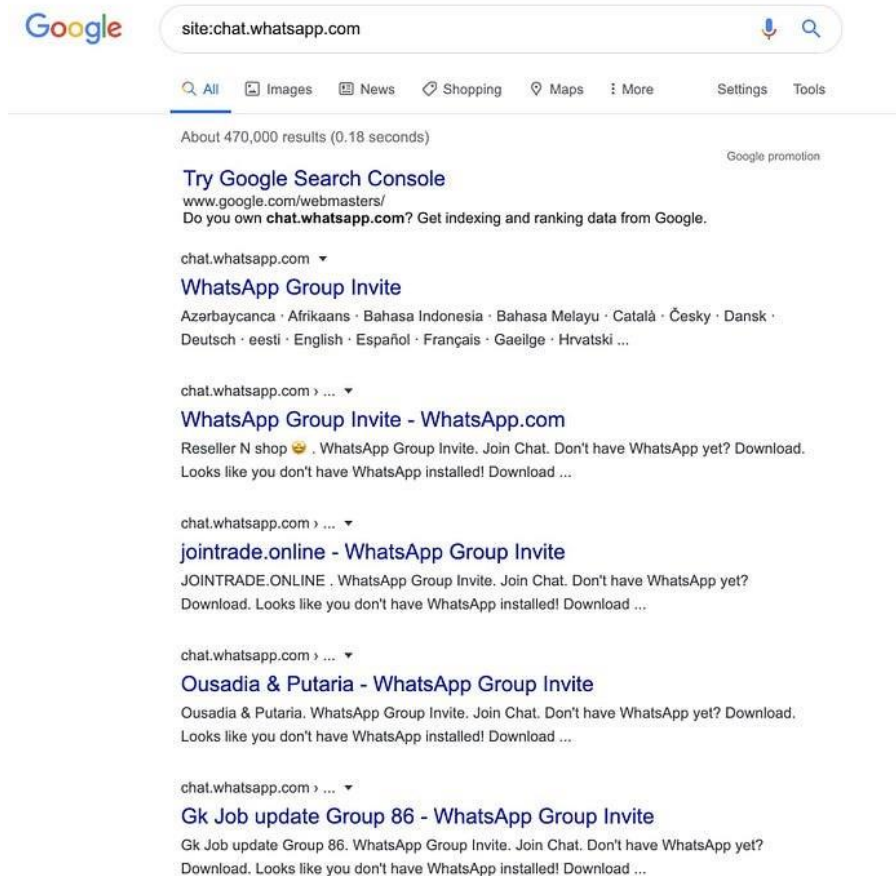 Google
site:chat.whatsapp.com
All Images News Shopping Maps More Settings Tools
About 470,000 results (0.18 seconds)
Google promotion
Try Google Search Console
www.google.com/webmasters/
Do you own chat.whatsapp.com? Get indexing and ranking data from Google.
chat.whatsapp.com
WhatsApp Group Invite
Azərbaycanca · Afrikaans · Bahasa Indonesia · Bahasa Melayu · Català · Česky · Dansk ·
Deutsch · eesti · English · Español · Français · Gaeilge · Hrvatski ...
chat.whatsapp.com › ...
WhatsApp Group Invite - WhatsApp.com
Reseller N shop 🤩 . WhatsApp Group Invite. Join Chat. Don't have WhatsApp yet? Download.
Looks like you don't have WhatsApp installed! Download ...
chat.whatsapp.com › ...
jointrade.online - WhatsApp Group Invite
JOINTRADE.ONLINE . WhatsApp Group Invite. Join Chat. Don't have WhatsApp yet?
Download. Looks like you don't have WhatsApp installed! Download ...
chat.whatsapp.com › ...
Ousadia & Putaria - WhatsApp Group Invite
Ousadia & Putaria. WhatsApp Group Invite. Join Chat. Don't have WhatsApp yet? Download.
Looks like you don't have WhatsApp installed! Download ...
chat.whatsapp.com › ...
Gk Job update Group 86 - WhatsApp Group Invite
Gk Job update Group 86. WhatsApp Group Invite. Join Chat. Don't have WhatsApp yet?
Download. Looks like you don't have WhatsApp installed! Download ...